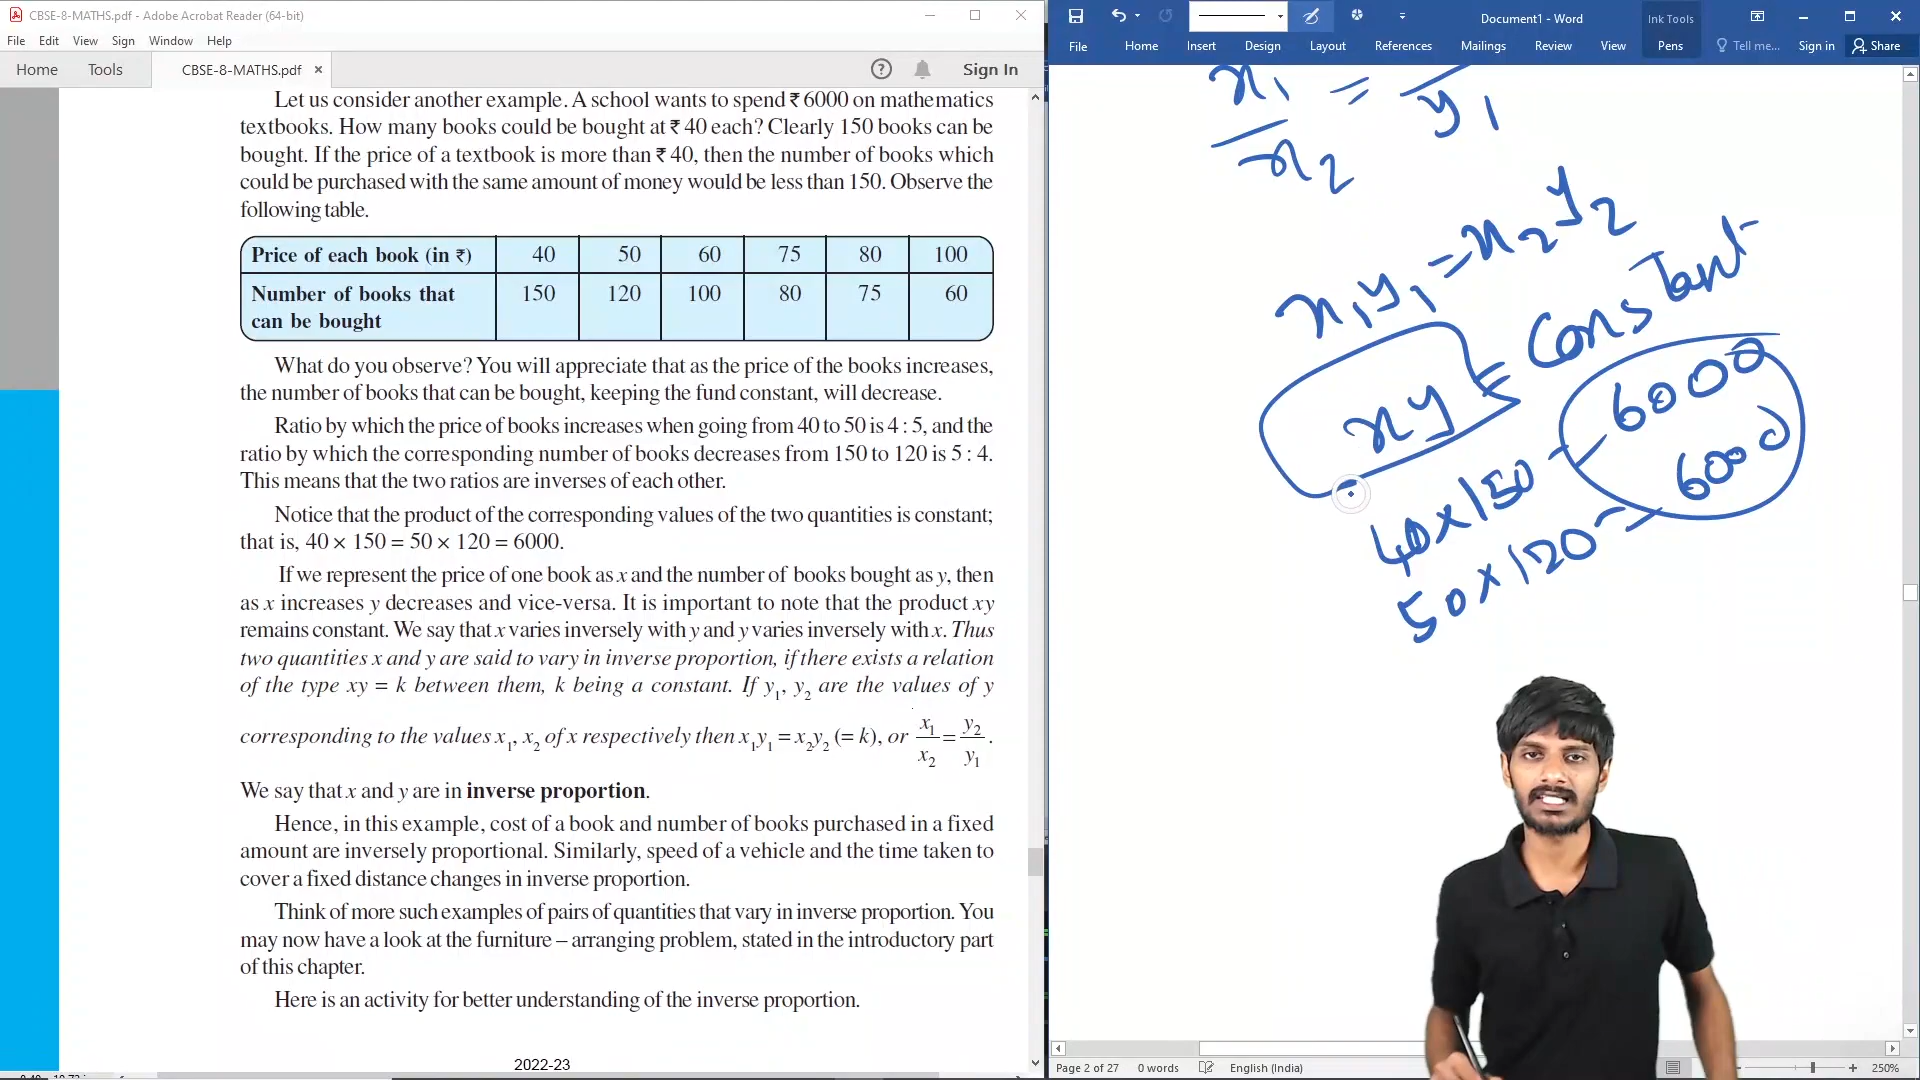 CBSE-8-MATHS.pdf - Adobe Acrobat Reader (64-bit)
File Edit View Sign Window Help
Home Tools CBSE-8-MATHS.pdf × Sign In
Let us consider another example. A school wants to spend ₹ 6000 on mathematics
textbooks. How many books could be bought at ₹ 40 each? Clearly 150 books can be
bought. If the price of a textbook is more than ₹ 40, then the number of books which
could be purchased with the same amount of money would be less than 150. Observe the
following table.
Price of each book (in ₹) 40 50 60 75 80 100
Number of books that 150 120 100 80 75 60
can be bought
What do you observe? You will appreciate that as the price of the books increases,
the number of books that can be bought, keeping the fund constant, will decrease.
Ratio by which the price of books increases when going from 40 to 50 is 4 : 5, and the
ratio by which the corresponding number of books decreases from 150 to 120 is 5 : 4.
This means that the two ratios are inverses of each other.
Notice that the product of the corresponding values of the two quantities is constant;
that is, 40 × 150 = 50 × 120 = 6000.
If we represent the price of one book as x and the number of books bought as y, then
as x increases y decreases and vice-versa. It is important to note that the product xy
remains constant. We say that x varies inversely with y and y varies inversely with x. Thus
two quantities x and y are said to vary in inverse proportion, if there exists a relation
of the type xy = k between them, k being a constant. If y₁, y₂ are the values of y
corresponding to the values x₁, x₂ of x respectively then x₁y₁ = x₂y₂ (= k), or x₁/x₂ = y₂/y₁.
We say that x and y are in inverse proportion.
Hence, in this example, cost of a book and number of books purchased in a fixed
amount are inversely proportional. Similarly, speed of a vehicle and the time taken to
cover a fixed distance changes in inverse proportion.
Think of more such examples of pairs of quantities that vary in inverse proportion. You
may now have a look at the furniture – arranging problem, stated in the introductory part
of this chapter.
Here is an activity for better understanding of the inverse proportion.
2022-23
Document1 - Word Ink Tools
File Home Insert Design Layout References Mailings Review View Pens Tell me... Sign in Share
x₁ = y₁
x₂
x₁y₁ = x₂y₂
xy = Constant
40×150 = 6000
50×120 = 6000
Page 2 of 27 0 words English (India) 250%